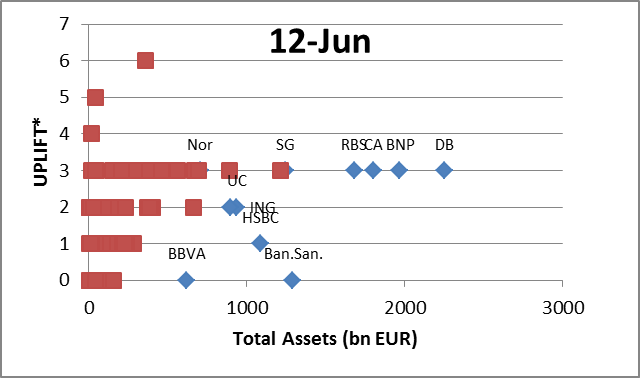 12-Jun
7
6
5
4
3
2
1
0
UPLIFT*
Nor SG RBS CA BNP DB
UC
ING
HSBC
BBVA Ban.San.
0 1000 2000 3000
Total Assets (bn EUR)